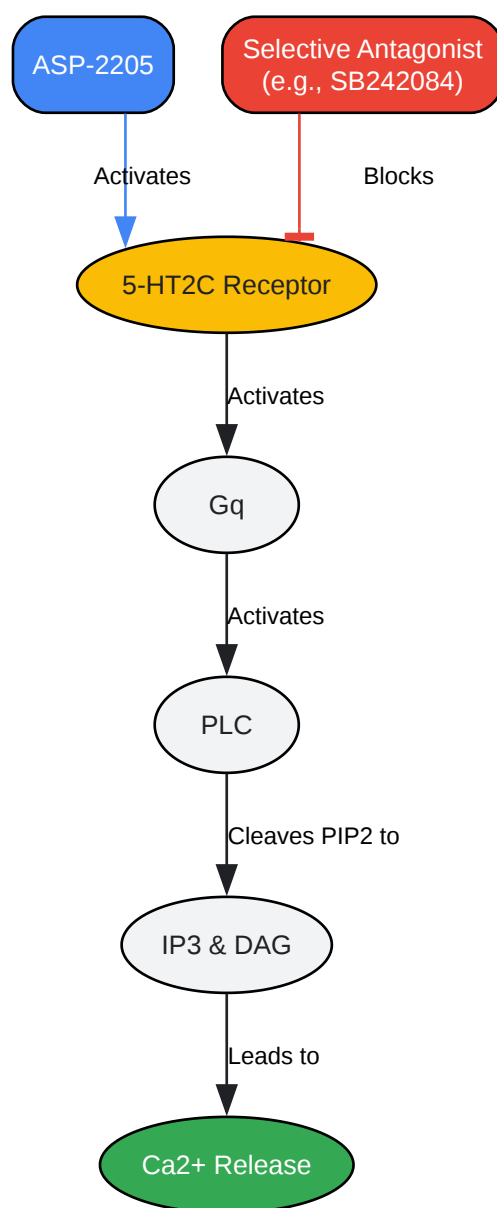 ASP-2205
Selective Antagonist
(e.g., SB242084)
Activates
Blocks
5-HT2C Receptor
Activates
Gq
Activates
PLC
Cleaves PIP2 to
IP3 & DAG
Leads to
Ca2+ Release